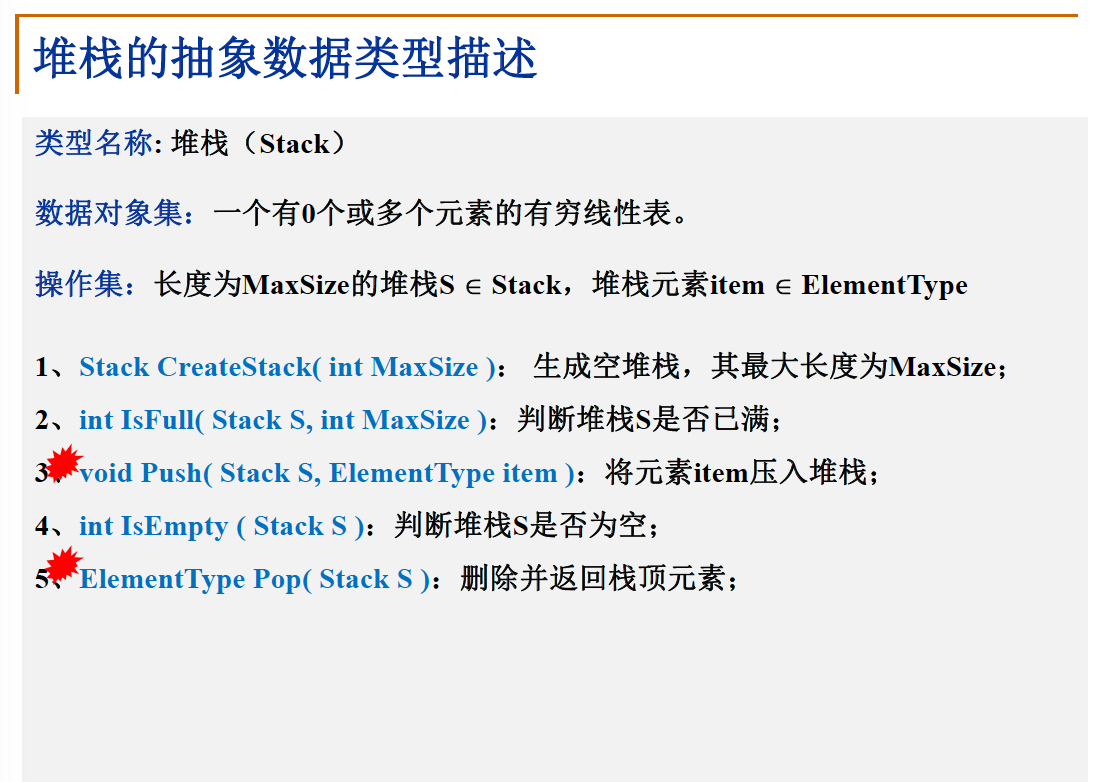 堆栈的抽象数据类型描述
类型名称: 堆栈（Stack）
数据对象集：一个有0个或多个元素的有穷线性表。
操作集：长度为MaxSize的堆栈S ∈ Stack，堆栈元素item ∈ ElementType
1、Stack CreateStack( int MaxSize )： 生成空堆栈，其最大长度为MaxSize；
2、int IsFull( Stack S, int MaxSize )：判断堆栈S是否已满；
3、void Push( Stack S, ElementType item )：将元素item压入堆栈；
4、int IsEmpty ( Stack S )：判断堆栈S是否为空；
5、ElementType Pop( Stack S )：删除并返回栈顶元素；